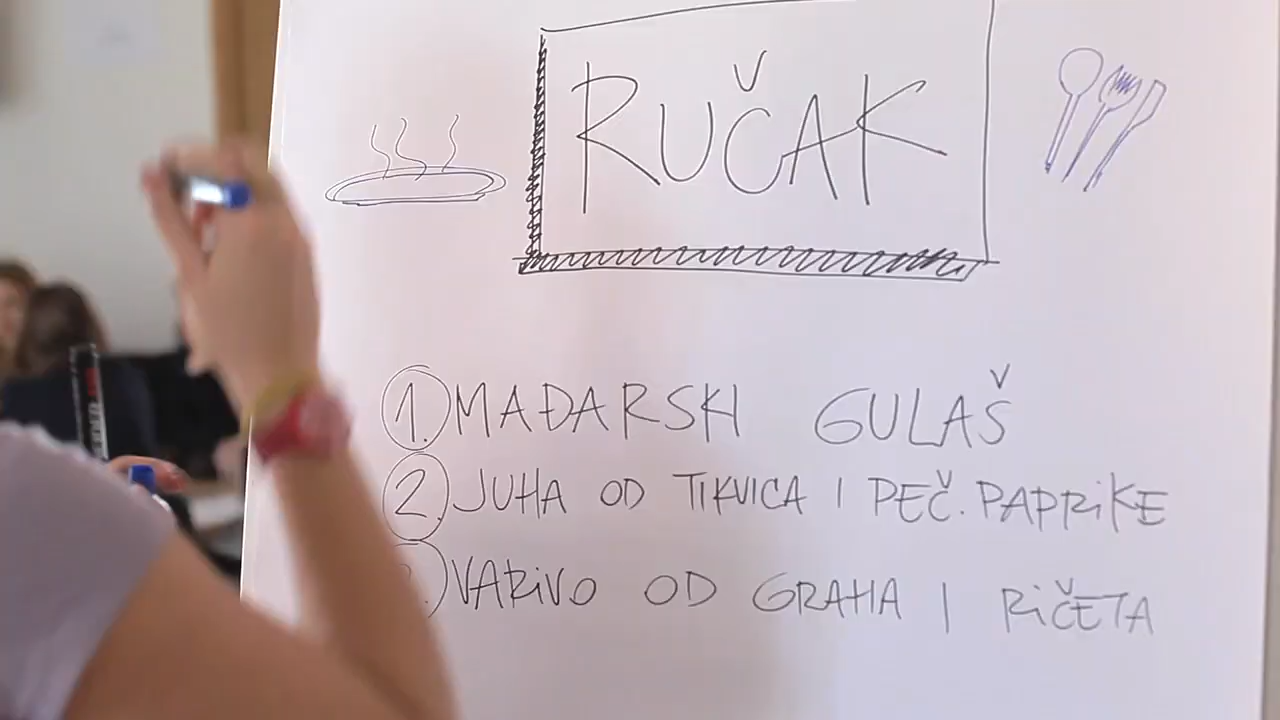 RUČAK
1. MAĐARSKI GULAŠ
2. JUHA OD TIKVICA I PEČ. PAPRIKE
VARIVO OD GRAHA I RIČETA